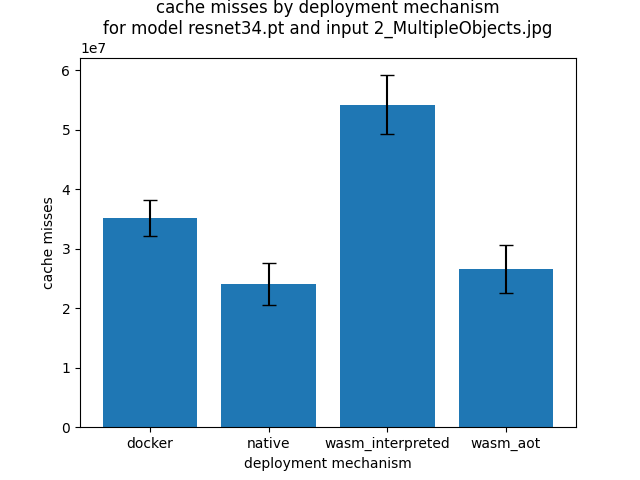 cache misses by deployment mechanism
for model resnet34.pt and input 2_MultipleObjects.jpg
1e7
6
5
4
3
2
1
0
cache misses
docker native wasm_interpreted wasm_aot
deployment mechanism